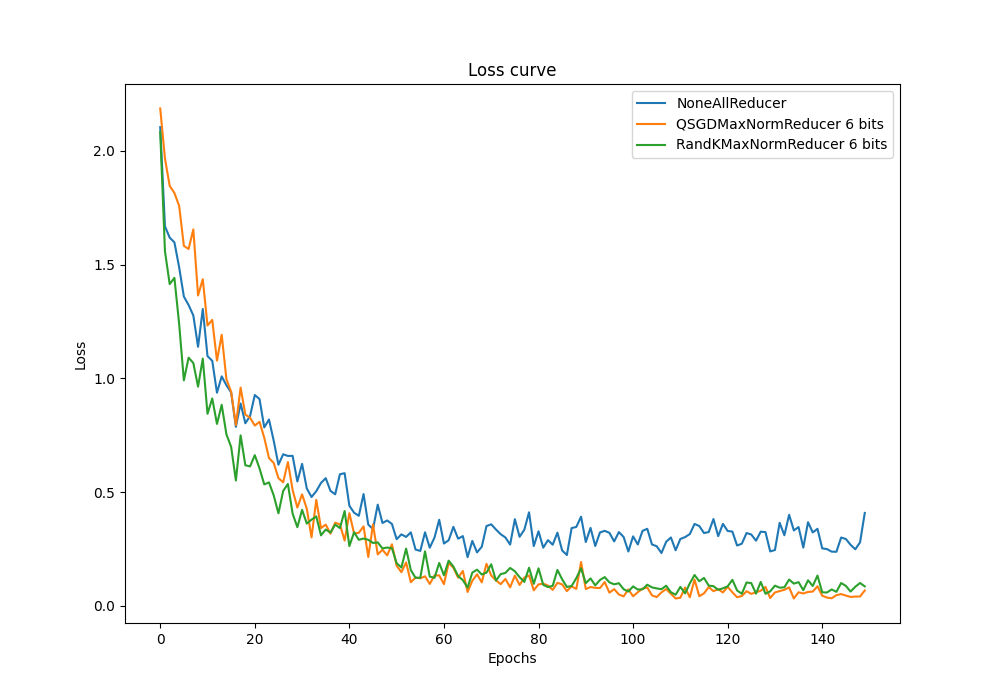 Loss curve
NoneAllReducer
QSGDMaxNormReducer 6 bits
RandKMaxNormReducer 6 bits
Loss
2.0
1.5
1.0
0.5
0.0
0 20 40 60 80 100 120 140
Epochs